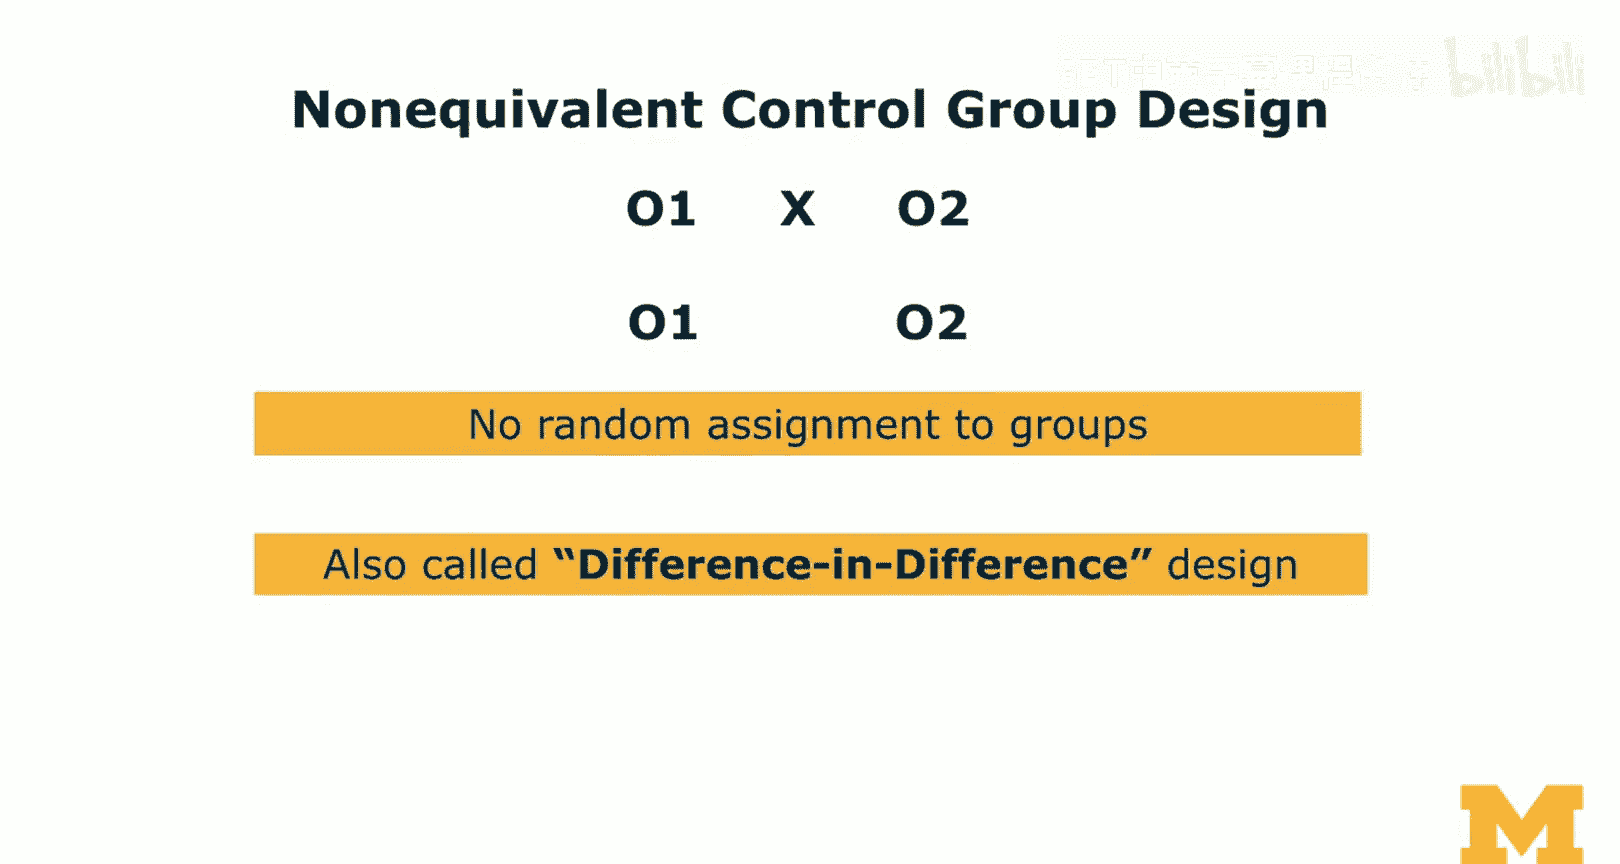 bilibili
Nonequivalent Control Group Design
O1 X O2
O1 O2
No random assignment to groups
Also called “Difference-in-Difference” design
M